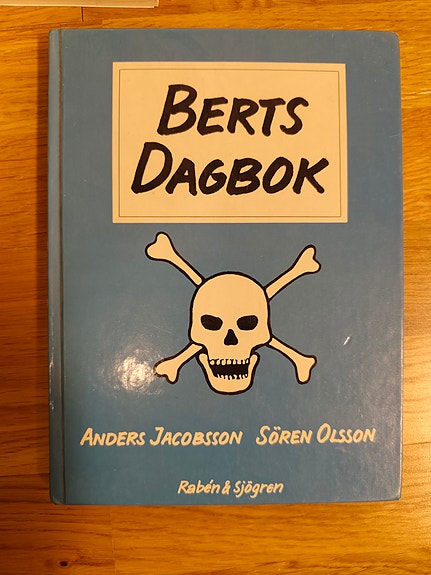 BERTS
DAGBOK
ANDERS JACOBSSON SÖREN OLSSON
Rabén & Sjögren